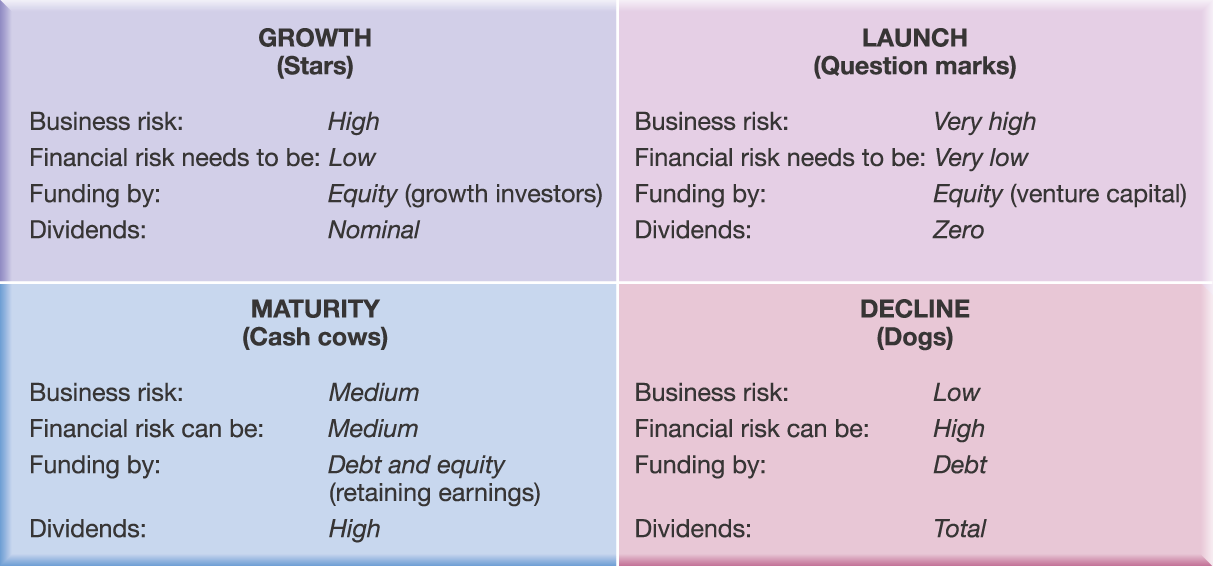 GROWTH
(Stars)
Business risk: High
Financial risk needs to be: Low
Funding by: Equity (growth investors)
Dividends: Nominal
LAUNCH
(Question marks)
Business risk: Very high
Financial risk needs to be: Very low
Funding by: Equity (venture capital)
Dividends: Zero
MATURITY
(Cash cows)
Business risk: Medium
Financial risk can be: Medium
Funding by: Debt and equity
(retaining earnings)
Dividends: High
DECLINE
(Dogs)
Business risk: Low
Financial risk can be: High
Funding by: Debt
Dividends: Total